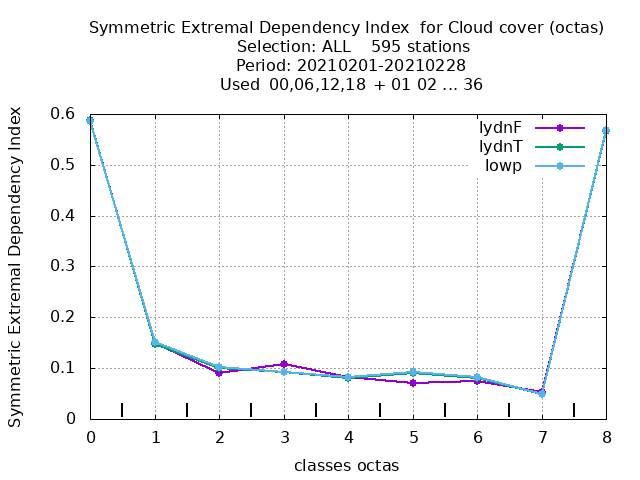 Symmetric Extremal Dependency Index  for Cloud cover (octas)
Selection: ALL    595 stations
Period: 20210201-20210228
Used  00,06,12,18  + 01 02 ... 36
Symmetric Extremal Dependency Index
0.6
0.5
0.4
0.3
0.2
0.1
0
lydnF
lydnT
lowp
0 1 2 3 4 5 6 7 8
classes octas